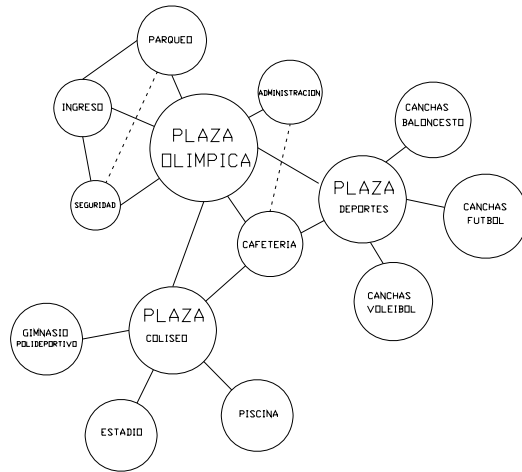 PARQUEO
INGRESO
ADMINISTRACION
PLAZA
OLIMPICA
SEGURIDAD
CANCHAS
BALONCESTO
PLAZA
DEPORTES
CANCHAS
FUTBOL
CAFETERIA
CANCHAS
VOLEIBOL
PLAZA
COLISEO
GIMNASIO
POLIDEPORTIVO
ESTADIO
PISCINA